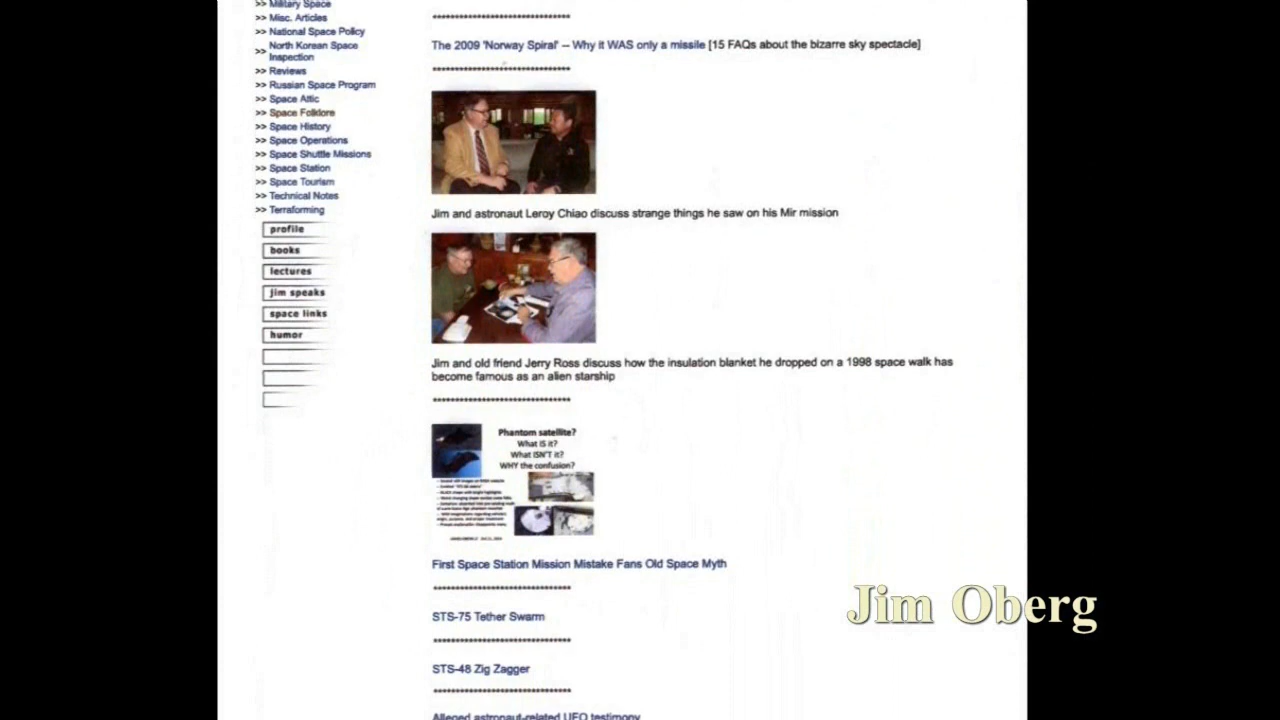 >> Military Space
>> Misc. Articles
>> National Space Policy
>> North Korean Space
Inspection
>> Reviews
>> Russian Space Program
>> Space Attic
>> Space Folklore
>> Space History
>> Space Operations
>> Space Shuttle Missions
>> Space Station
>> Space Tourism
>> Technical Notes
>> Terraforming
profile
books
lectures
jim speaks
space links
humor
The 2009 'Norway Spiral' -- Why it WAS only a missile [15 FAQs about the bizarre sky spectacle]
Jim and astronaut Leroy Chiao discuss strange things he saw on his Mir mission
Jim and old friend Jerry Ross discuss how the insulation blanket he dropped on a 1998 space walk has
become famous as an alien starship
Phantom satellite?
What IS it?
What ISN'T it?
WHY the confusion?
First Space Station Mission Mistake Fans Old Space Myth
STS-75 Tether Swarm
STS-48 Zig Zagger
Alleged astronaut-related UFO testimony
Jim Oberg